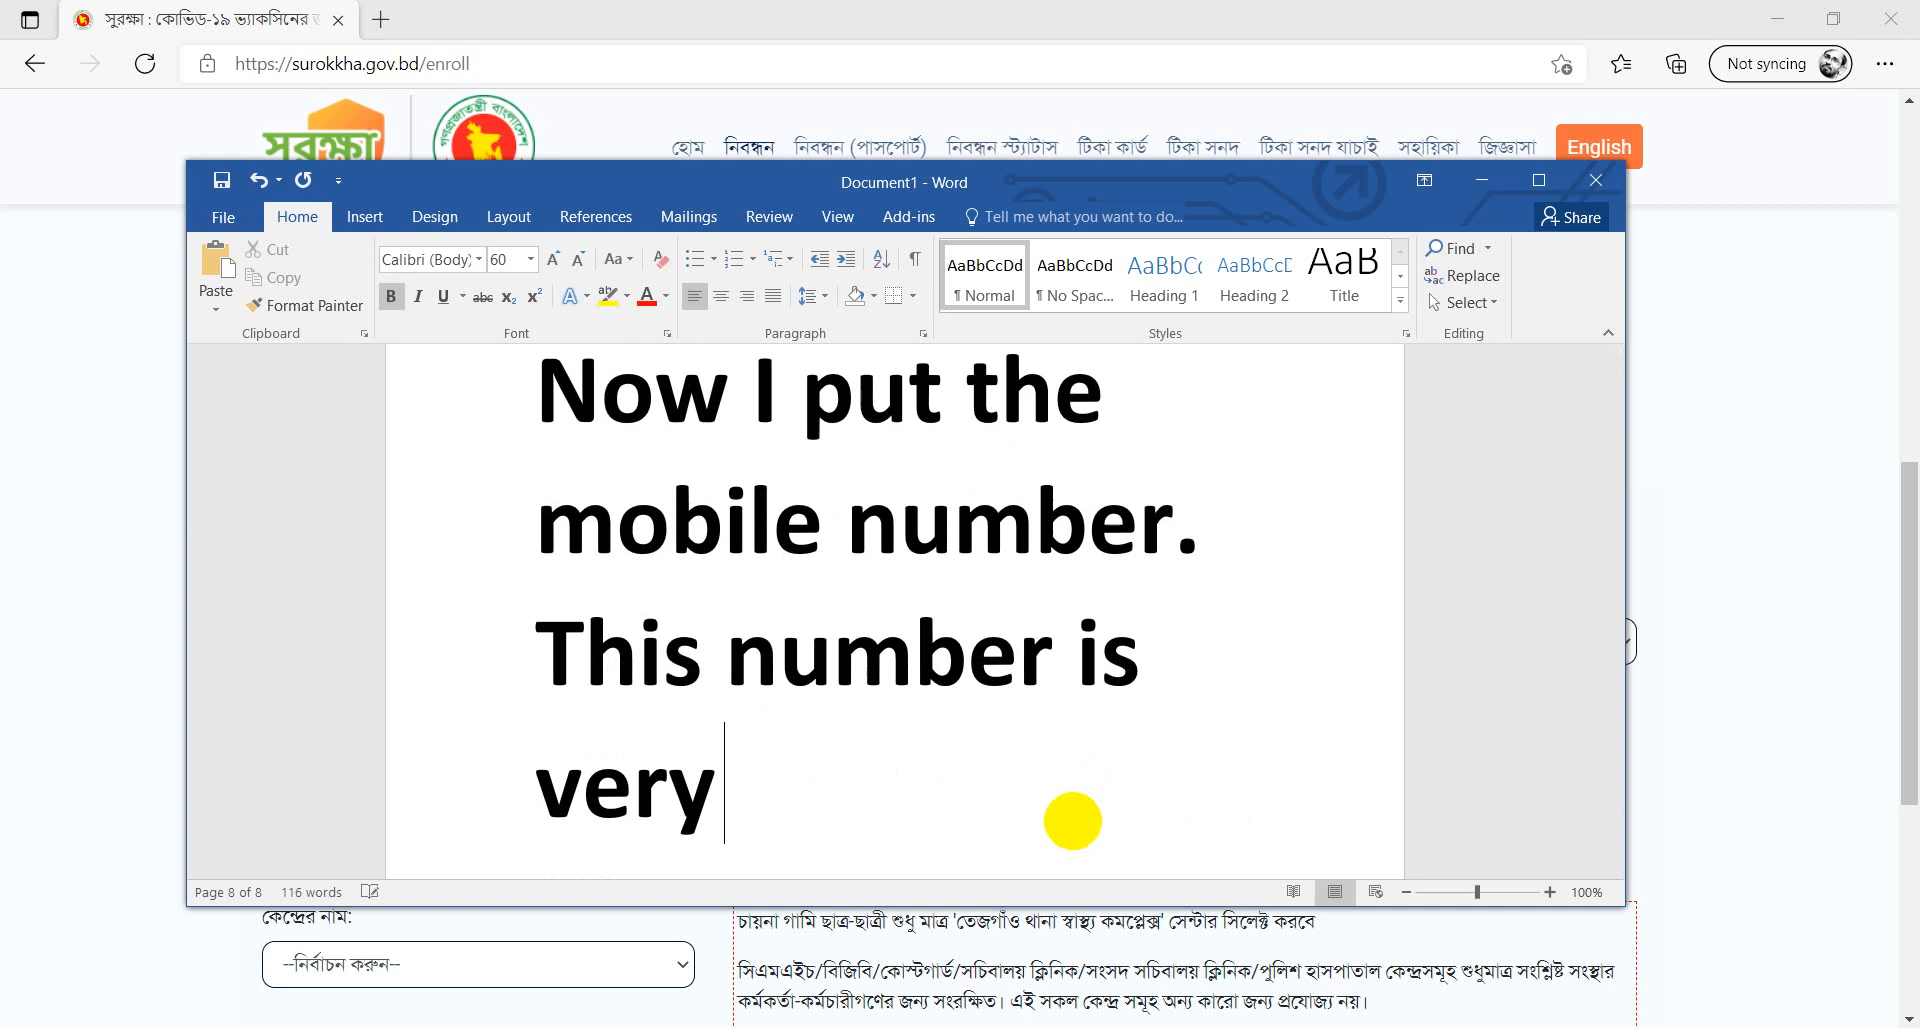 সুরক্ষা : কোভিড-১৯ ভ্যাকসিনের
https://surokkha.gov.bd/enroll
Not syncing
সুরক্ষা
হোম নিবন্ধন নিবন্ধন (পাসপোর্ট) নিবন্ধন স্ট্যাটাস টিকা কার্ড টিকা সনদ টিকা সনদ যাচাই সহায়িকা জিজ্ঞাসা English
Document1 - Word
File Home Insert Design Layout References Mailings Review View Add-ins Tell me what you want to do... Share
Paste
Cut
Copy
Format Painter
Clipboard
Calibri (Body) 60
Font
Paragraph
AaBbCcDd AaBbCcDd AaBbCc AaBbCcD AaB
¶ Normal ¶ No Spac... Heading 1 Heading 2 Title
Styles
Find
Replace
Select
Editing
Now I put the
mobile number.
This number is
very
Page 8 of 8 116 words 100%
কেন্দ্রের নাম:
--নির্বাচন করুন--
চায়না গামি ছাত্র-ছাত্রী শুধু মাত্র 'তেজগাঁও থানা স্বাস্থ্য কমপ্লেক্স' সেন্টার সিলেক্ট করবে
সিএমএইচ/বিজিবি/কোস্টগার্ড/সচিবালয় ক্লিনিক/সংসদ সচিবালয় ক্লিনিক/পুলিশ হাসপাতাল কেন্দ্রসমূহ শুধুমাত্র সংশ্লিষ্ট সংস্থার
কর্মকর্তা-কর্মচারীগণের জন্য সংরক্ষিত। এই সকল কেন্দ্র সমূহ অন্য কারো জন্য প্রযোজ্য নয়।